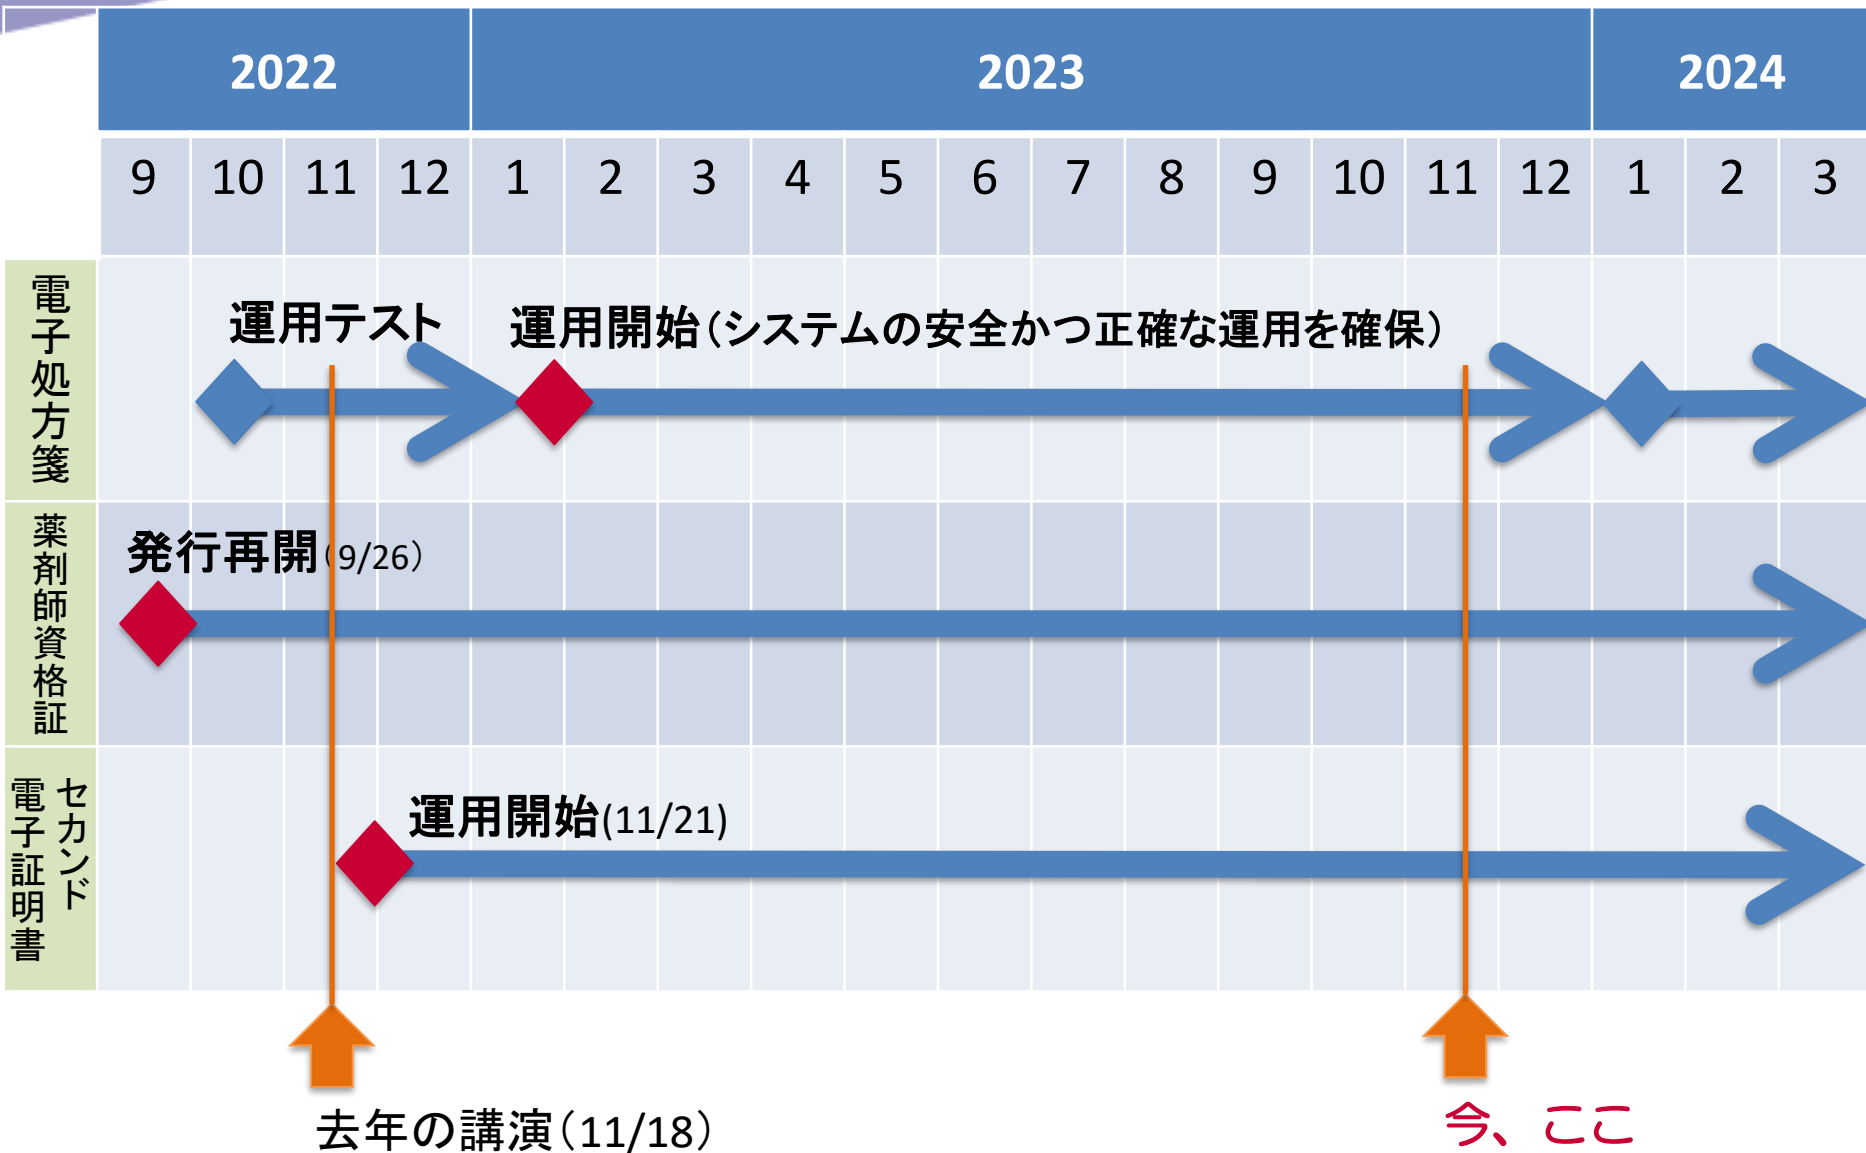 2022 2023 2024
9 10 11 12 1 2 3 4 5 6 7 8 9 10 11 12 1 2 3
電子処方箋
運用テスト
運用開始（システムの安全かつ正確な運用を確保）
薬剤師資格証
発行再開（9/26）
セカンド
電子証明書
運用開始(11/21)
去年の講演（11/18）
今、ここ